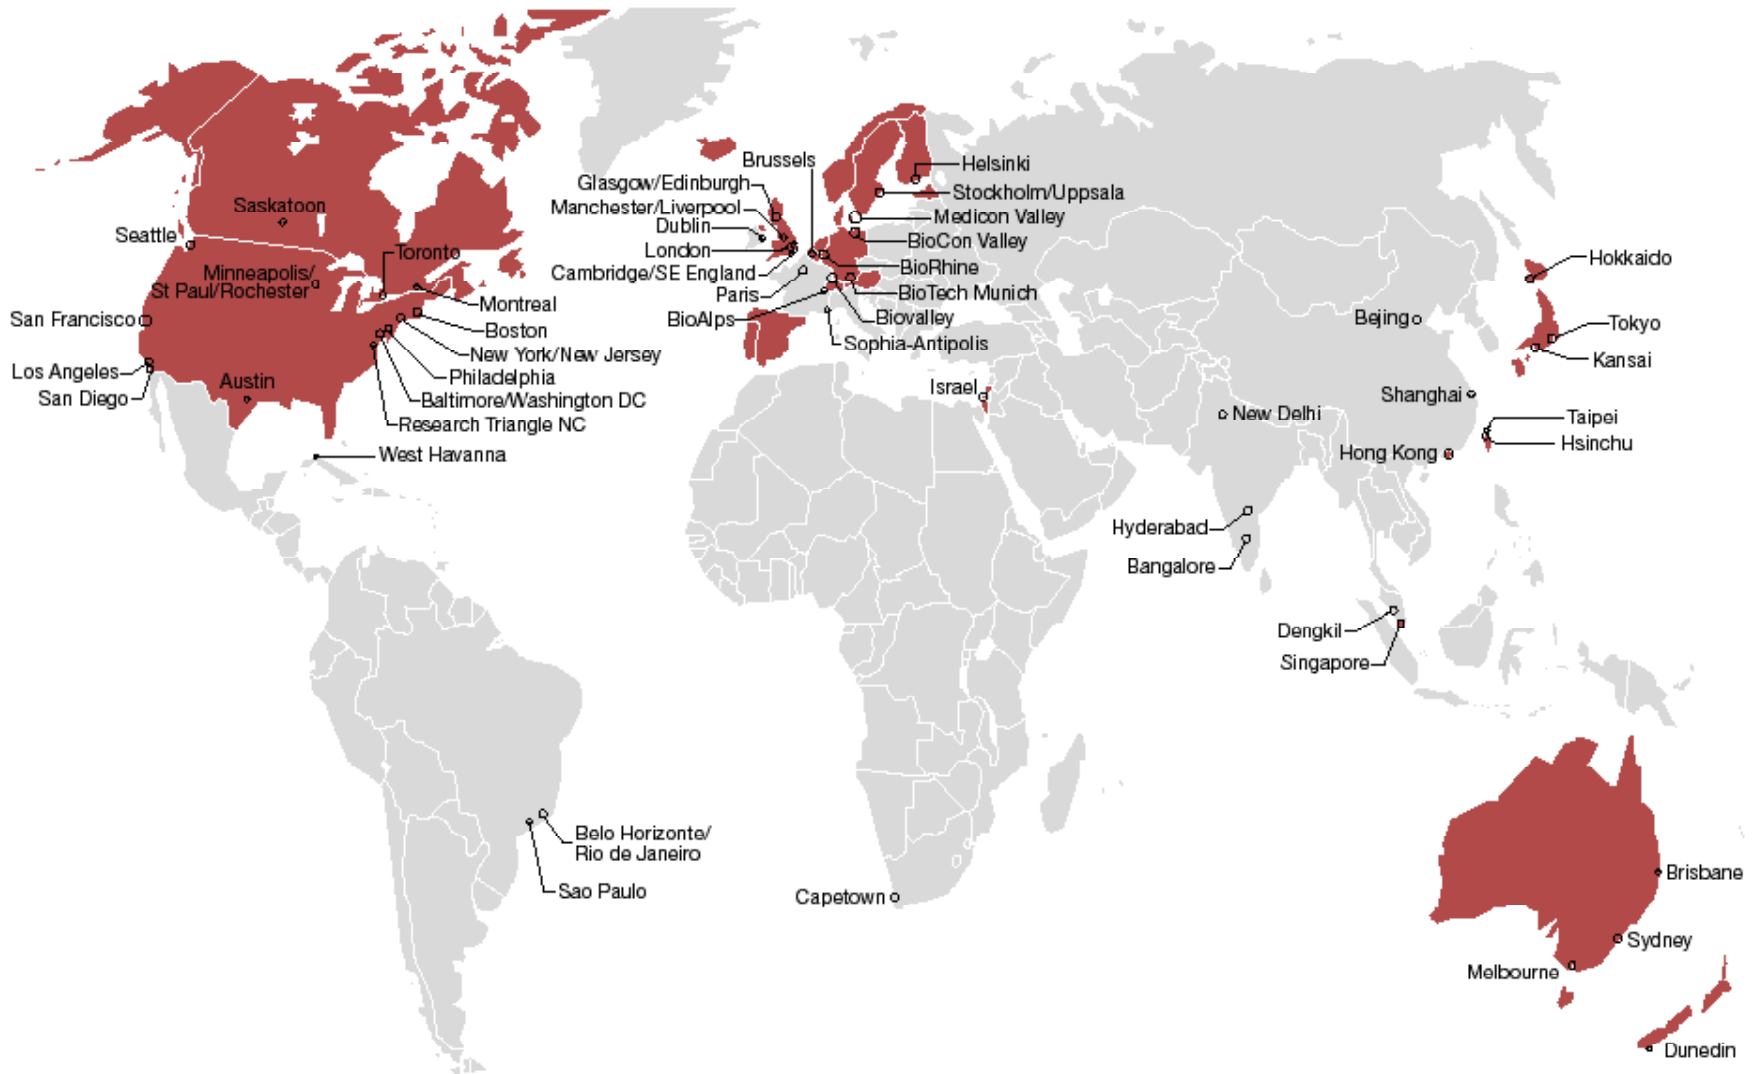 Brussels
Helsinki
Glasgow/Edinburgh
Stockholm/Uppsala
Manchester/Liverpool
Medicon Valley
Dublin
BioCon Valley
London
Cambridge/SE England
BioRhine
Paris
BioTech Munich
BioAlps
Biovalley
Sophia-Antipolis
Saskatoon
Seattle
Toronto
Minneapolis/
St Paul/Rochester
Montreal
San Francisco
Boston
New York/New Jersey
Los Angeles
Philadelphia
Austin
San Diego
Baltimore/Washington DC
Research Triangle NC
West Havanna
Israel
Hokkaido
Bejing
Tokyo
Kansai
Shanghai
New Delhi
Taipei
Hsinchu
Hong Kong
Hyderabad
Bangalore
Dengkil
Singapore
Belo Horizonte/
Rio de Janeiro
Sao Paulo
Capetown
Brisbane
Sydney
Melbourne
Dunedin